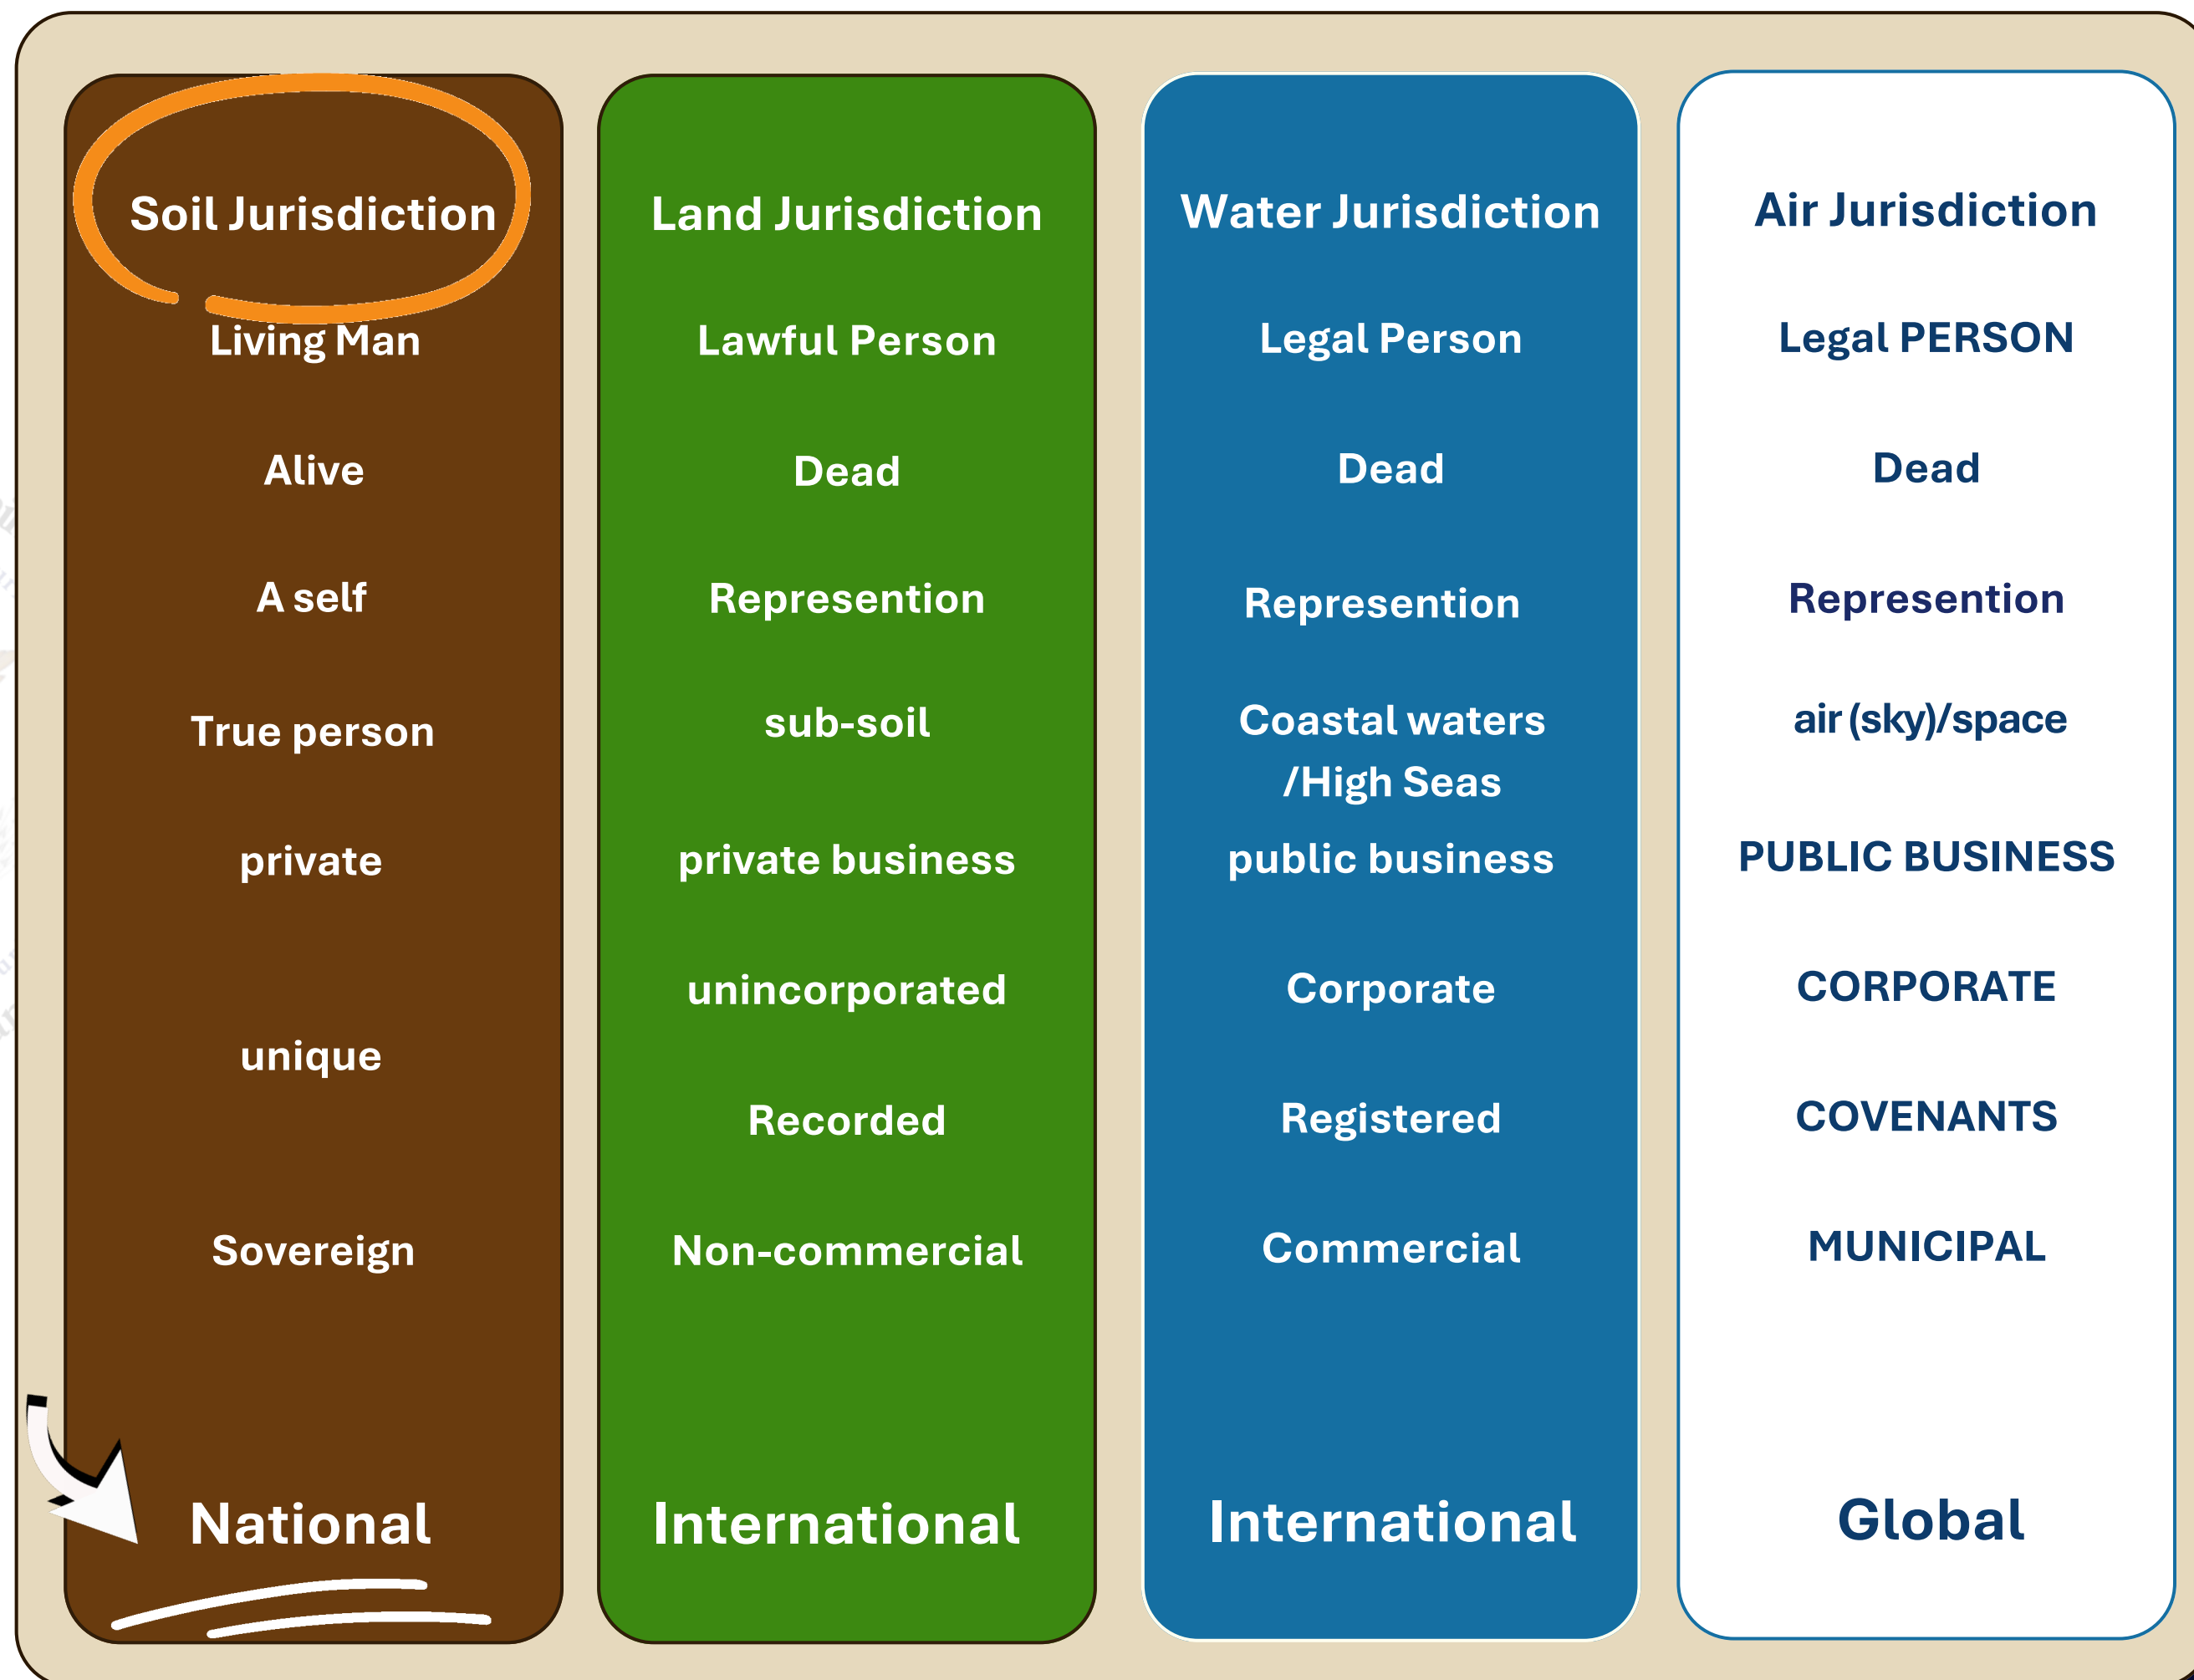 Soil Jurisdiction
Living Man
Alive
A self
True person
private
unique
Sovereign
National
Land Jurisdiction
Lawful Person
Dead
Represention
sub-soil
private business
unincorporated
Recorded
Non-commercial
International
Water Jurisdiction
Legal Person
Dead
Represention
Coastal waters
/High Seas
public business
Corporate
Registered
Commercial
International
Air Jurisdiction
Legal PERSON
Dead
Represention
air(sky)/space
PUBLIC BUSINESS
CORPORATE
COVENANTS
MUNICIPAL
Global